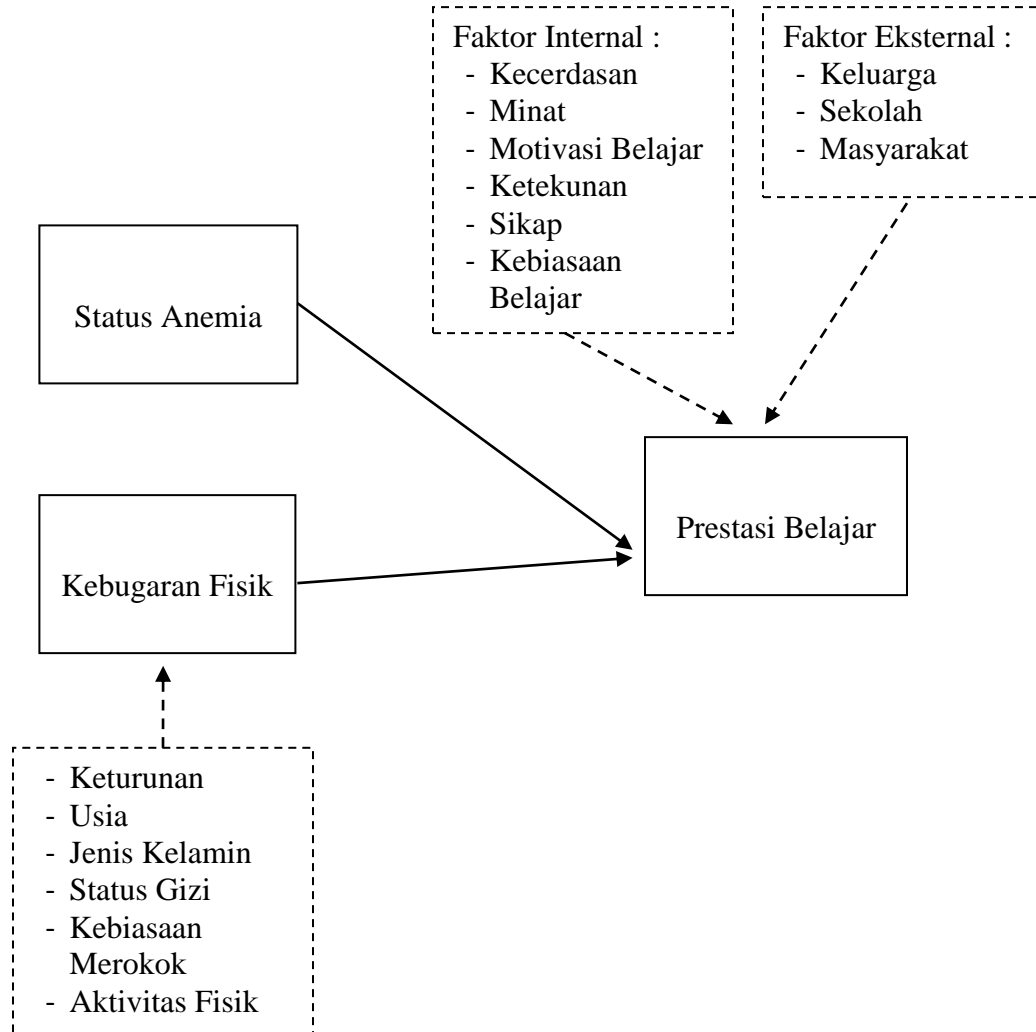 Faktor Internal :
- Kecerdasan
- Minat
- Motivasi Belajar
- Ketekunan
- Sikap
- Kebiasaan
Belajar
Faktor Eksternal :
- Keluarga
- Sekolah
- Masyarakat
Status Anemia
Prestasi Belajar
Kebugaran Fisik
- Keturunan
- Usia
- Jenis Kelamin
- Status Gizi
- Kebiasaan
Merokok
- Aktivitas Fisik